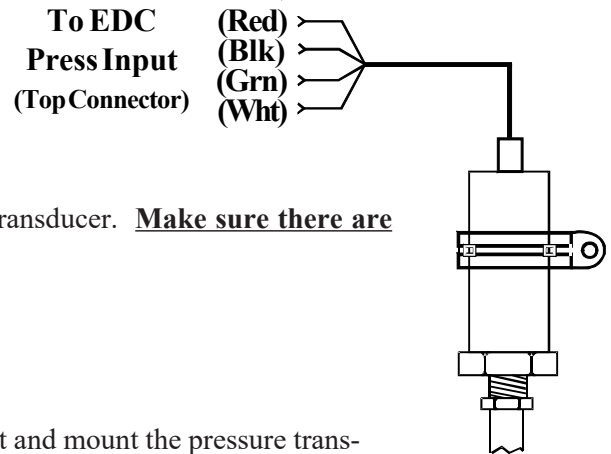 To EDC (Red)
Press Input (Blk)
(Top Connector) (Grn)
(Wht)
ransducer. Make sure there are
t and mount the pressure trans-